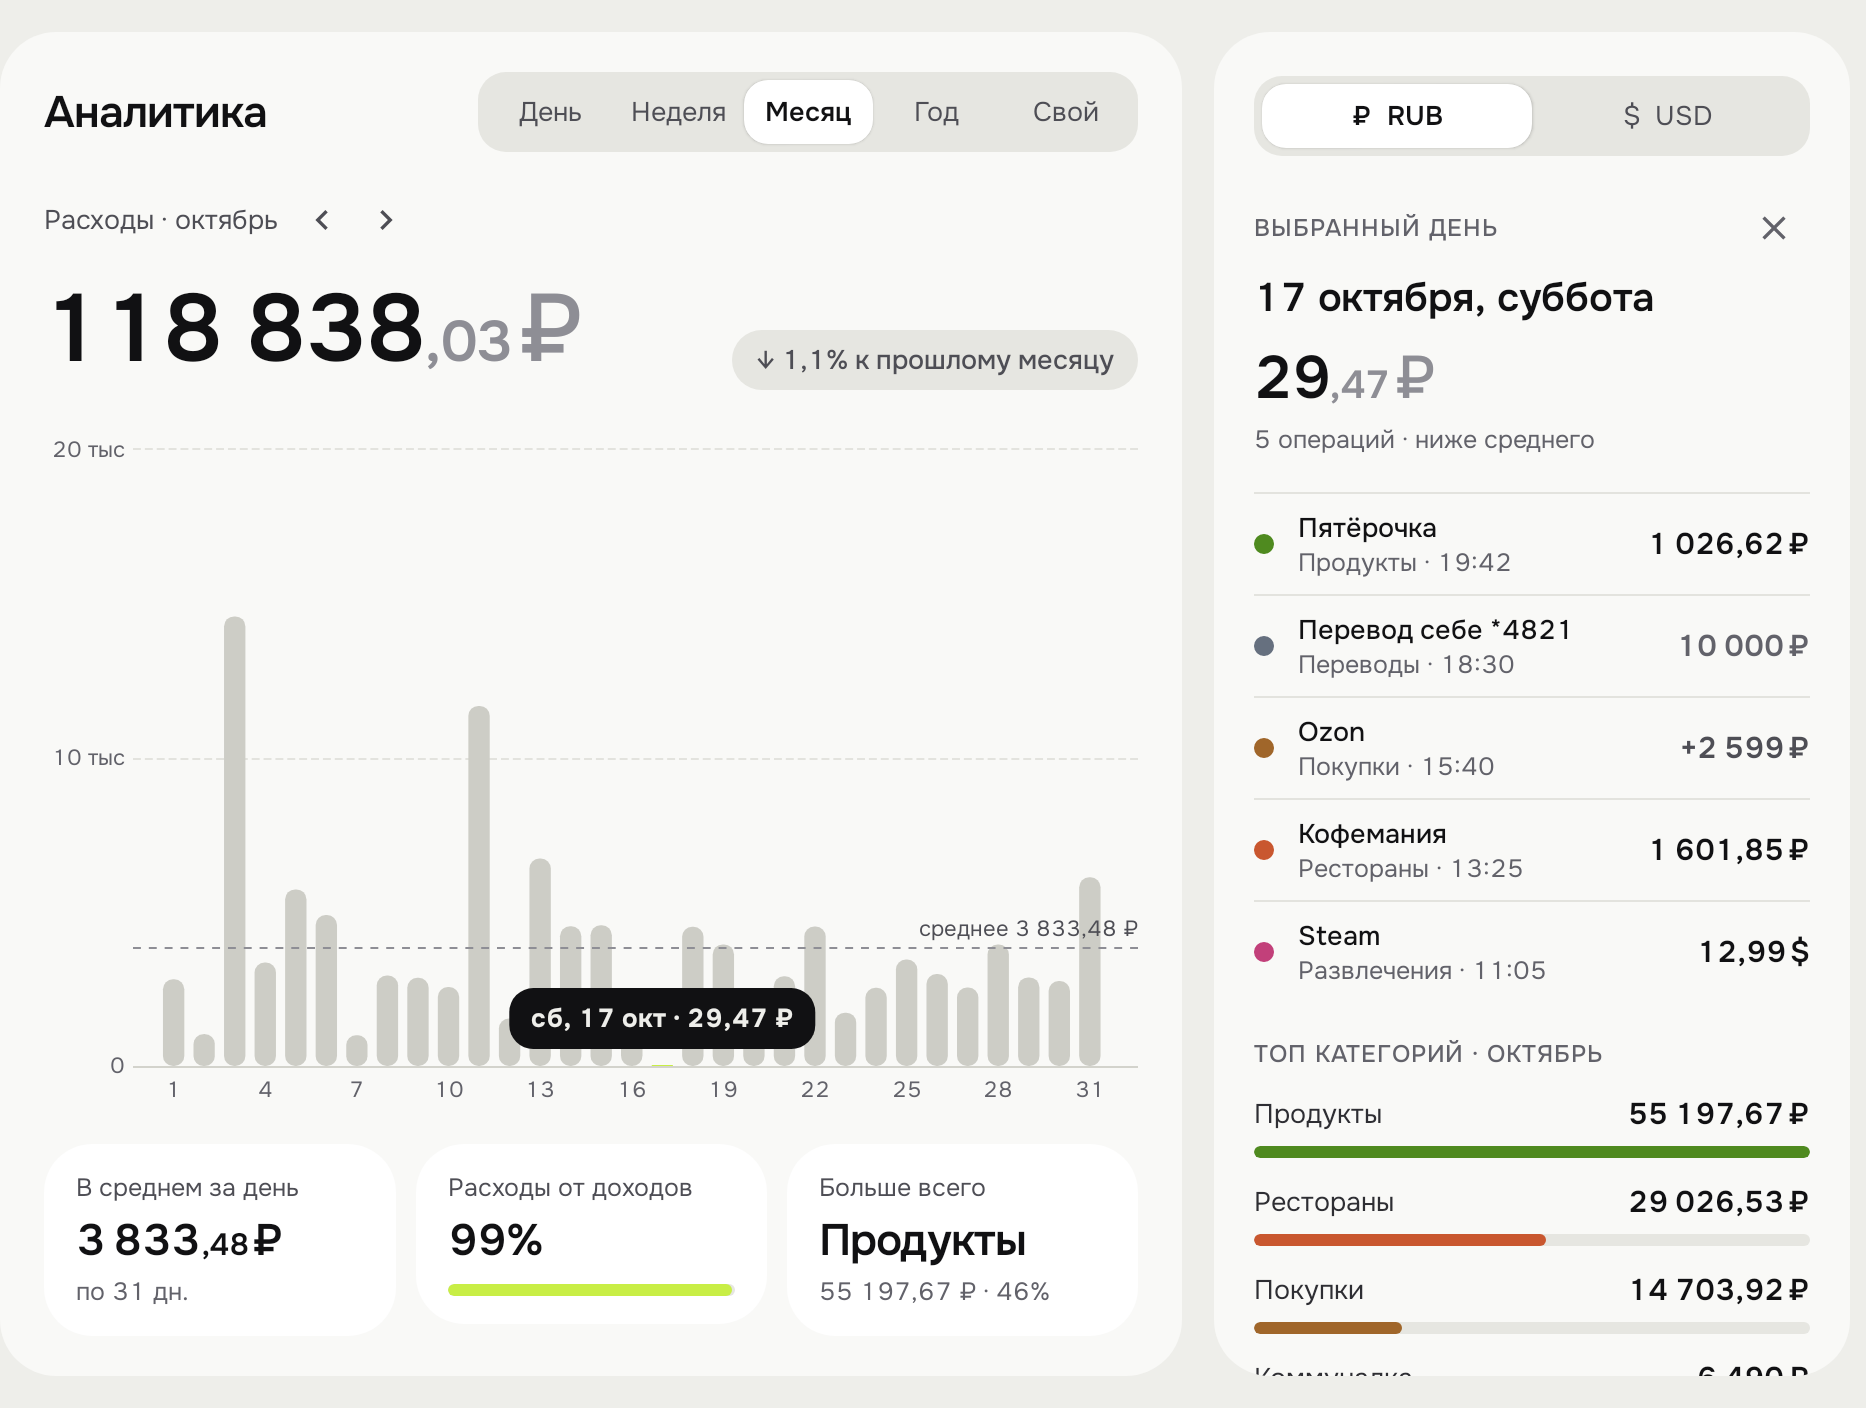 Аналитика
День Неделя Месяц Год Свой
Расходы · октябрь
118 838,03 ₽
↓ 1,1% к прошлому месяцу
20 тыс
10 тыс
среднее 3 833,48 ₽
сб, 17 окт · 29,47 ₽
0
1 4 7 10 13 16 19 22 25 28 31
В среднем за день
3 833,48 ₽
по 31 дн.
Расходы от доходов
99%
Больше всего
Продукты
55 197,67 ₽ · 46%
₽ RUB $ USD
ВЫБРАННЫЙ ДЕНЬ
17 октября, суббота
29,47 ₽
5 операций · ниже среднего
Пятёрочка
1 026,62 ₽
Продукты · 19:42
Перевод себе *4821
10 000 ₽
Переводы · 18:30
Ozon
+2 599 ₽
Покупки · 15:40
Кофемания
1 601,85 ₽
Рестораны · 13:25
Steam
12,99 $
Развлечения · 11:05
ТОП КАТЕГОРИЙ · ОКТЯБРЬ
Продукты 55 197,67 ₽
Рестораны 29 026,53 ₽
Покупки 14 703,92 ₽